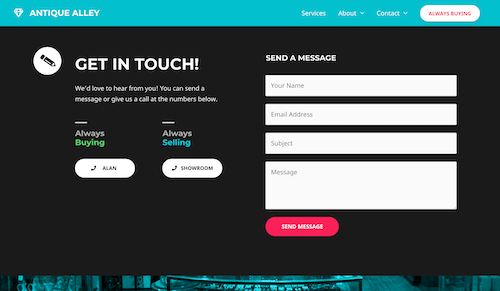 ANTIQUE ALLEY
Services About Contact ALWAYS BUYING
GET IN TOUCH!
We'd love to hear from you! You can send a
message or give us a call at the numbers below.
Always
Buying
ALAN
Always
Selling
SHOWROOM
SEND A MESSAGE
Your Name
Email Address
Subject
Message
SEND MESSAGE